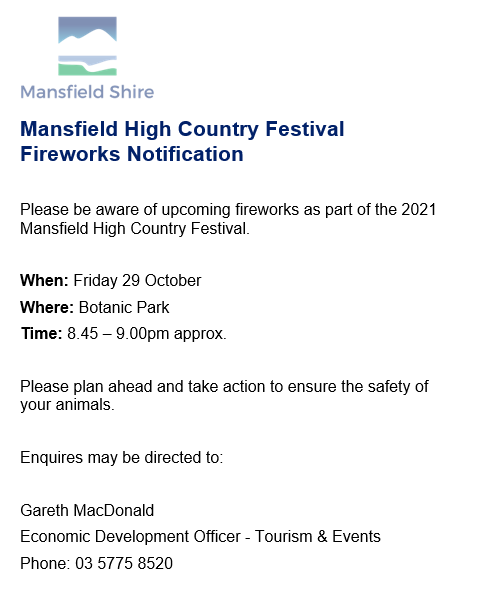 Mansfield Shire
Mansfield High Country Festival
Fireworks Notification
Please be aware of upcoming fireworks as part of the 2021
Mansfield High Country Festival.
When: Friday 29 October
Where: Botanic Park
Time: 8.45 – 9.00pm approx.
Please plan ahead and take action to ensure the safety of
your animals.
Enquires may be directed to:
Gareth MacDonald
Economic Development Officer - Tourism & Events
Phone: 03 5775 8520